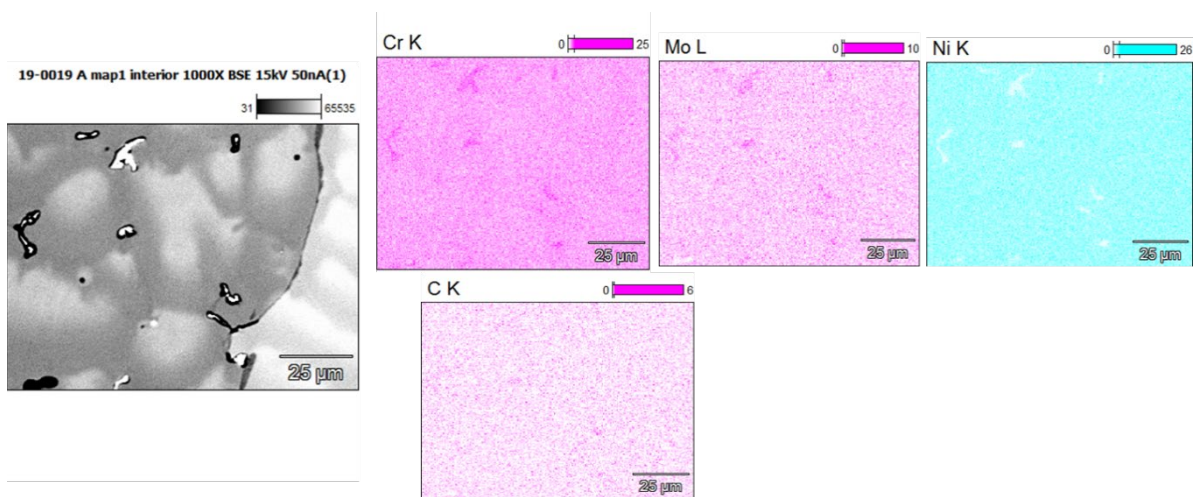 19-0019 A map1 interior 1000X BSE 15kV 50nA(1)
31 65535
25 µm
Cr K
0 25
25 µm
Mo L
0 10
25 µm
Ni K
0 26
25 µm
C K
0 6
25 µm